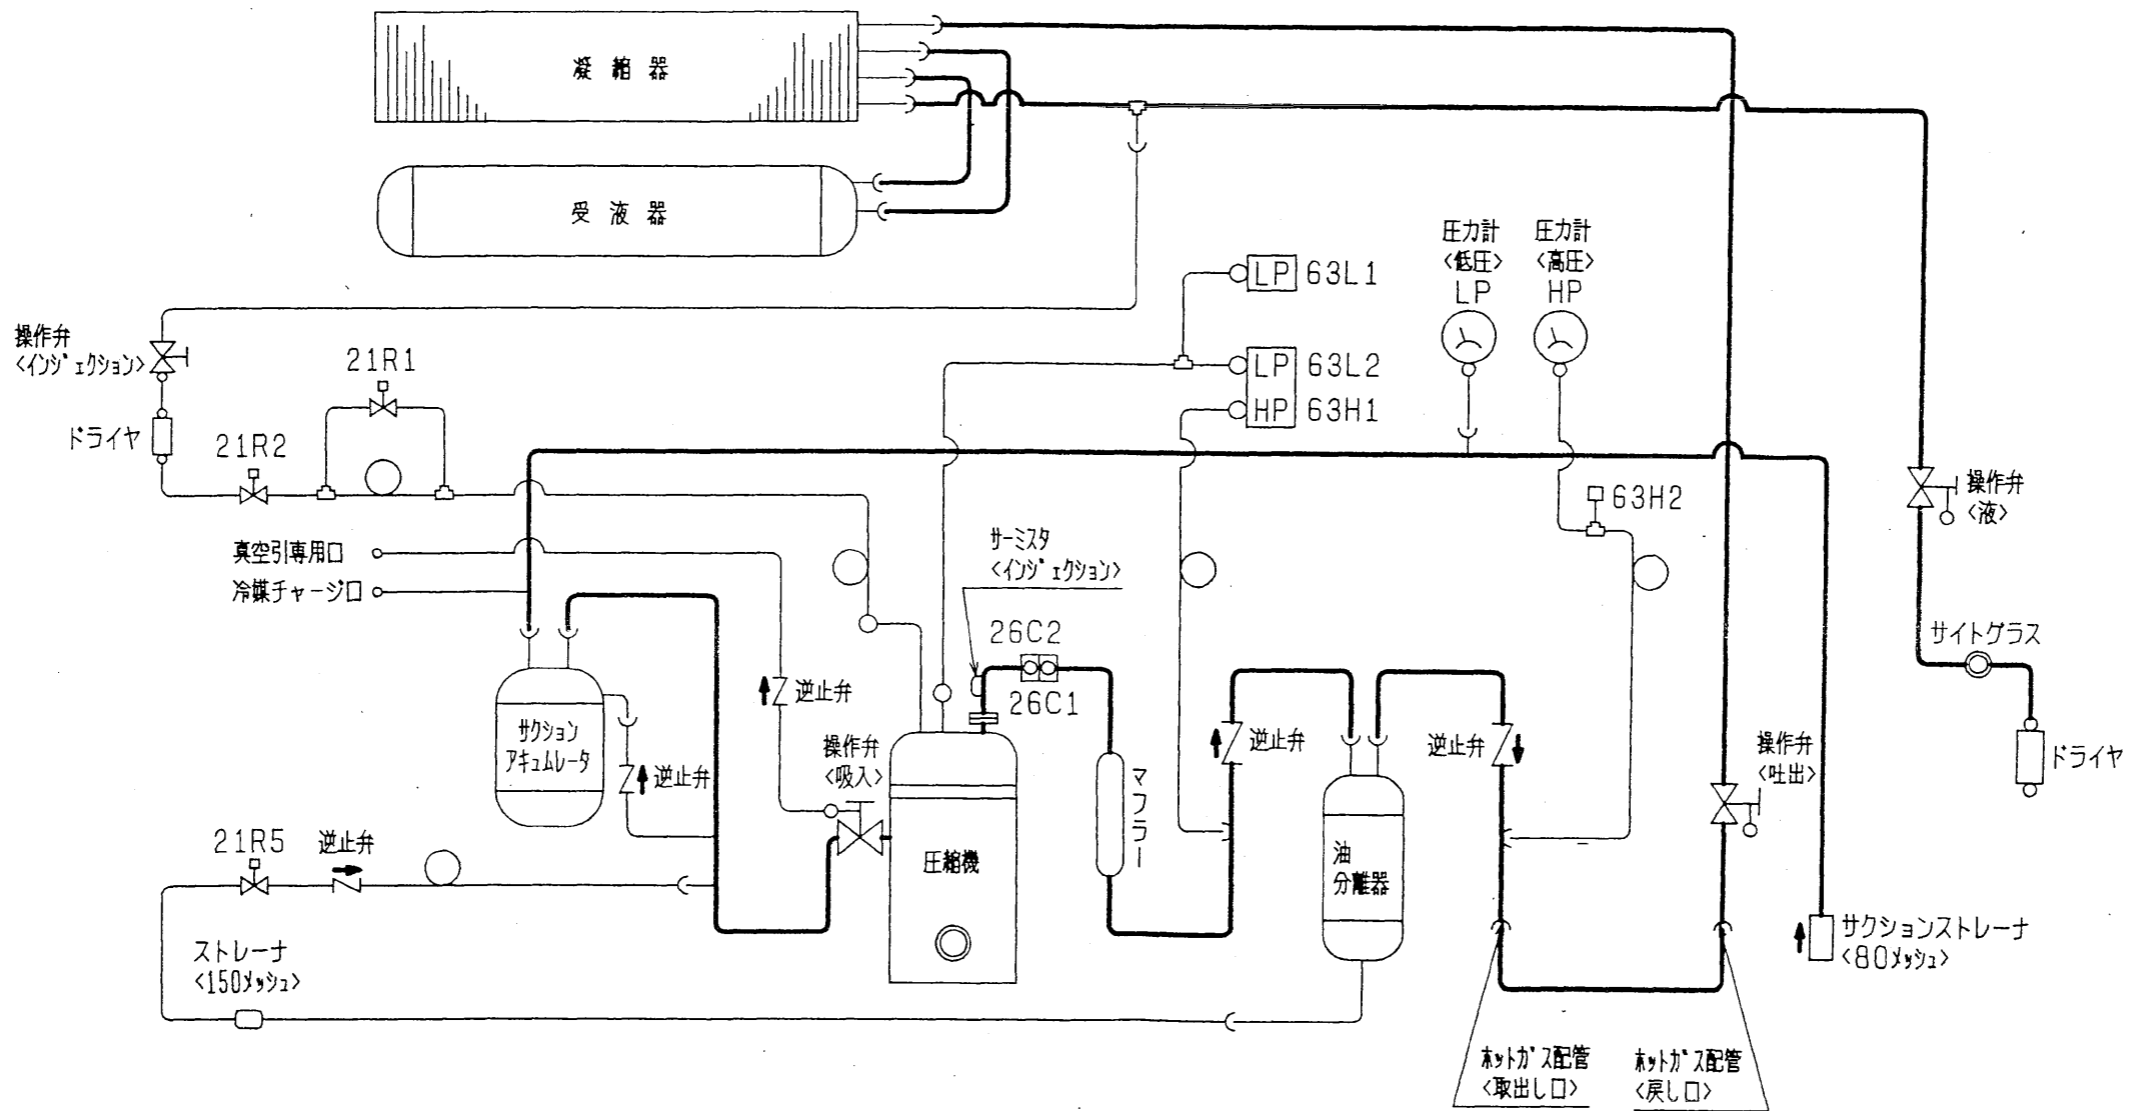 凝縮器
受液器
圧力計
<低圧>
LP
圧力計
<高圧>
HP
LP 63L1
LP 63L2
HP 63H1
操作弁
<インジェクション>
21R1
ドライヤ
21R2
63H2
操作弁
<液>
真空引専用口
冷媒チャージ口
サーミスタ
<インジェクション>
26C2
26C1
サイトグラス
ドライヤ
サクション
アキュムレータ
逆止弁
逆止弁
操作弁
<吸入>
圧縮機
マフラー
逆止弁
逆止弁
操作弁
<吐出>
油
分離器
21R5
逆止弁
ストレーナ
<150メッシュ>
サクションストレーナ
<80メッシュ>
ホットガス配管
<取出し口>
ホットガス配管
<戻し口>